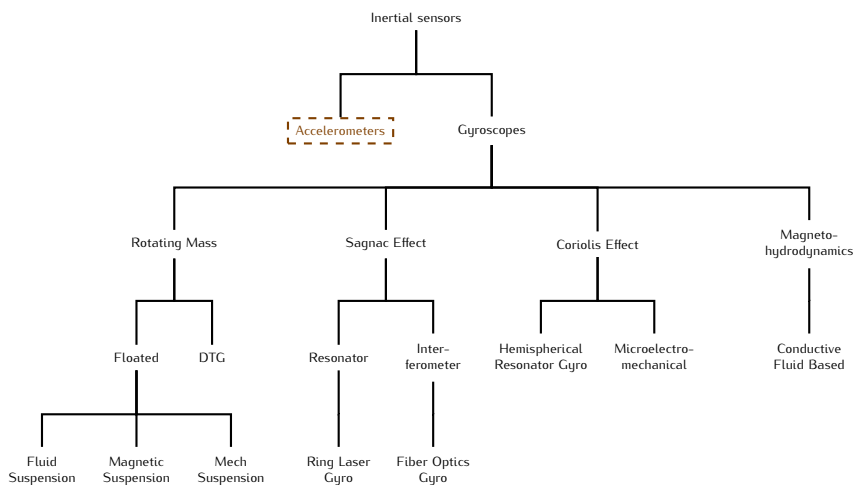 Inertial sensors
Accelerometers
Gyroscopes
Rotating Mass
Sagnac Effect
Coriolis Effect
Magneto-
hydrodynamics
Floated
DTG
Resonator
Inter-
ferometer
Hemispherical
Resonator Gyro
Microelectro-
mechanical
Conductive
Fluid Based
Fluid
Suspension
Magnetic
Suspension
Mech
Suspension
Ring Laser
Gyro
Fiber Optics
Gyro